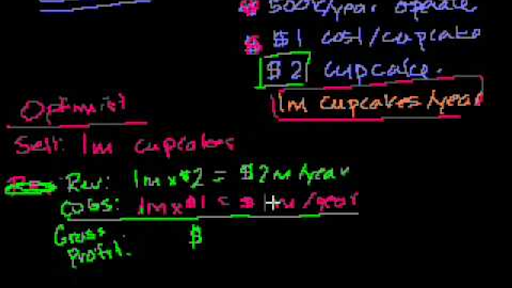 $ 500K/year operate
$ $1 cost/cupcake
$2 cupcake.
1m cupcakes/year
Optimist
Sell: 1m cupcakes
Rev: 1m x $2 = $2m/year
COGS: 1m x $1 = $1m/year
Gross $
Profit: